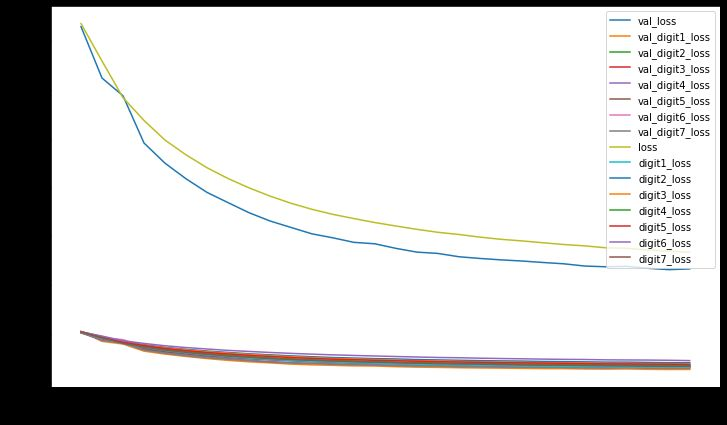 val_loss
val_digit1_loss
val_digit2_loss
val_digit3_loss
val_digit4_loss
val_digit5_loss
val_digit6_loss
val_digit7_loss
loss
digit1_loss
digit2_loss
digit3_loss
digit4_loss
digit5_loss
digit6_loss
digit7_loss